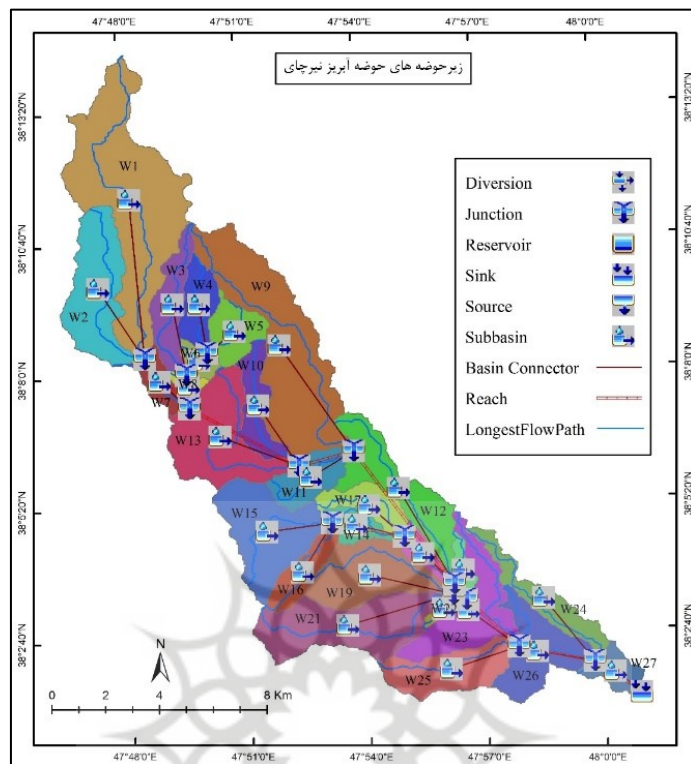 47°48'0"E 47°51'0"E 47°54'0"E 47°57'0"E 48°0'0"E
زیرحوضه های حوضه آبریز نیرچای
38°13'20"N
38°10'40"N
38°8'0"N
38°5'20"N
38°2'40"N
W1
W2
W3
W4
W9
W5
W6
W10
W8
W7
W13
W11
W17
W12
W15
W14
W16
W19
W21
W22
W23
W24
W25
W26
W27
Diversion
Junction
Reservoir
Sink
Source
Subbasin
Basin Connector
Reach
LongestFlowPath
38°13'20"N
38°10'40"N
38°8'0"N
38°5'20"N
38°2'40"N
N
0 2 4 8 Km
47°48'0"E 47°51'0"E 47°54'0"E 47°57'0"E 48°0'0"E